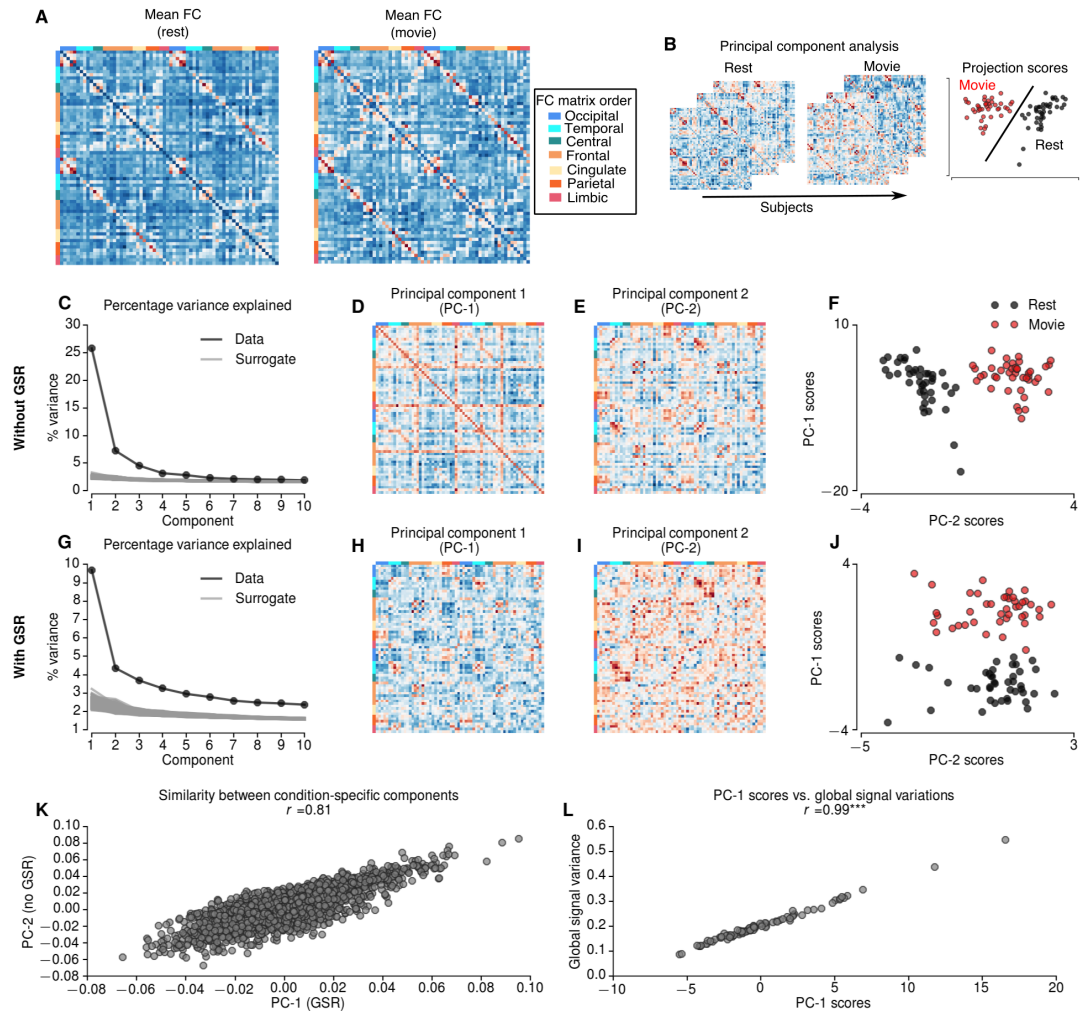 A
Mean FC
(rest)
Mean FC
(movie)
FC matrix order
Occipital
Temporal
Central
Frontal
Cingulate
Parietal
Limbic
B
Principal component analysis
Rest
Movie
Subjects
Projection scores
Movie
Rest
Without GSR
C
Percentage variance explained
% variance
30
25
20
15
10
5
0
Data
Surrogate
1 2 3 4 5 6 7 8 9 10
Component
D
Principal component 1
(PC-1)
E
Principal component 2
(PC-2)
F
Rest
Movie
PC-1 scores
10
−20
−4 4
PC-2 scores
With GSR
G
Percentage variance explained
% variance
10
9
8
7
6
5
4
3
2
1
Data
Surrogate
1 2 3 4 5 6 7 8 9 10
Component
H
Principal component 1
(PC-1)
I
Principal component 2
(PC-2)
J
PC-1 scores
4
−4
−5 3
PC-2 scores
K
Similarity between condition-specific components
r =0.81
PC-2 (no GSR)
0.10
0.08
0.06
0.04
0.02
0.00
−0.02
−0.04
−0.06
−0.08
−0.08 −0.06 −0.04 −0.02 0.00 0.02 0.04 0.06 0.08 0.10
PC-1 (GSR)
L
PC-1 scores vs. global signal variations
r =0.99***
Global signal variance
0.6
0.5
0.4
0.3
0.2
0.1
0.0
−10 −5 0 5 10 15 20
PC-1 scores